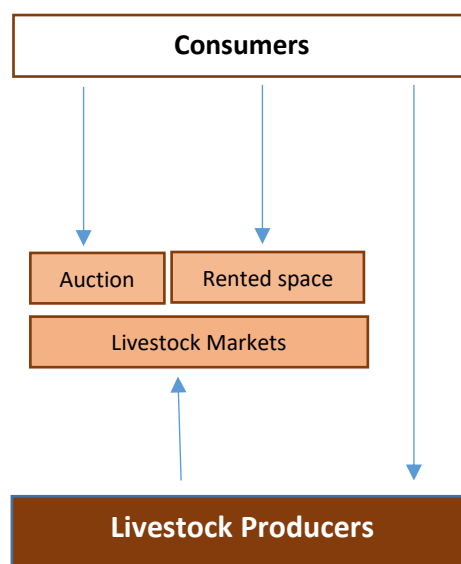 Consumers
Auction
Rented space
Livestock Markets
Livestock Producers